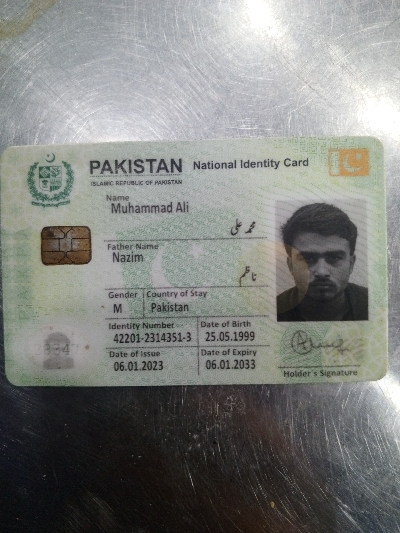 PAKISTAN National Identity Card
ISLAMIC REPUBLIC OF PAKISTAN
Name
Muhammad Ali
محمد علی
Father Name
Nazim
ناظم
Gender Country of Stay
M Pakistan
Identity Number Date of Birth
42201-2314351-3 25.05.1999
Date of Issue Date of Expiry
06.01.2023 06.01.2033
Holder's Signature